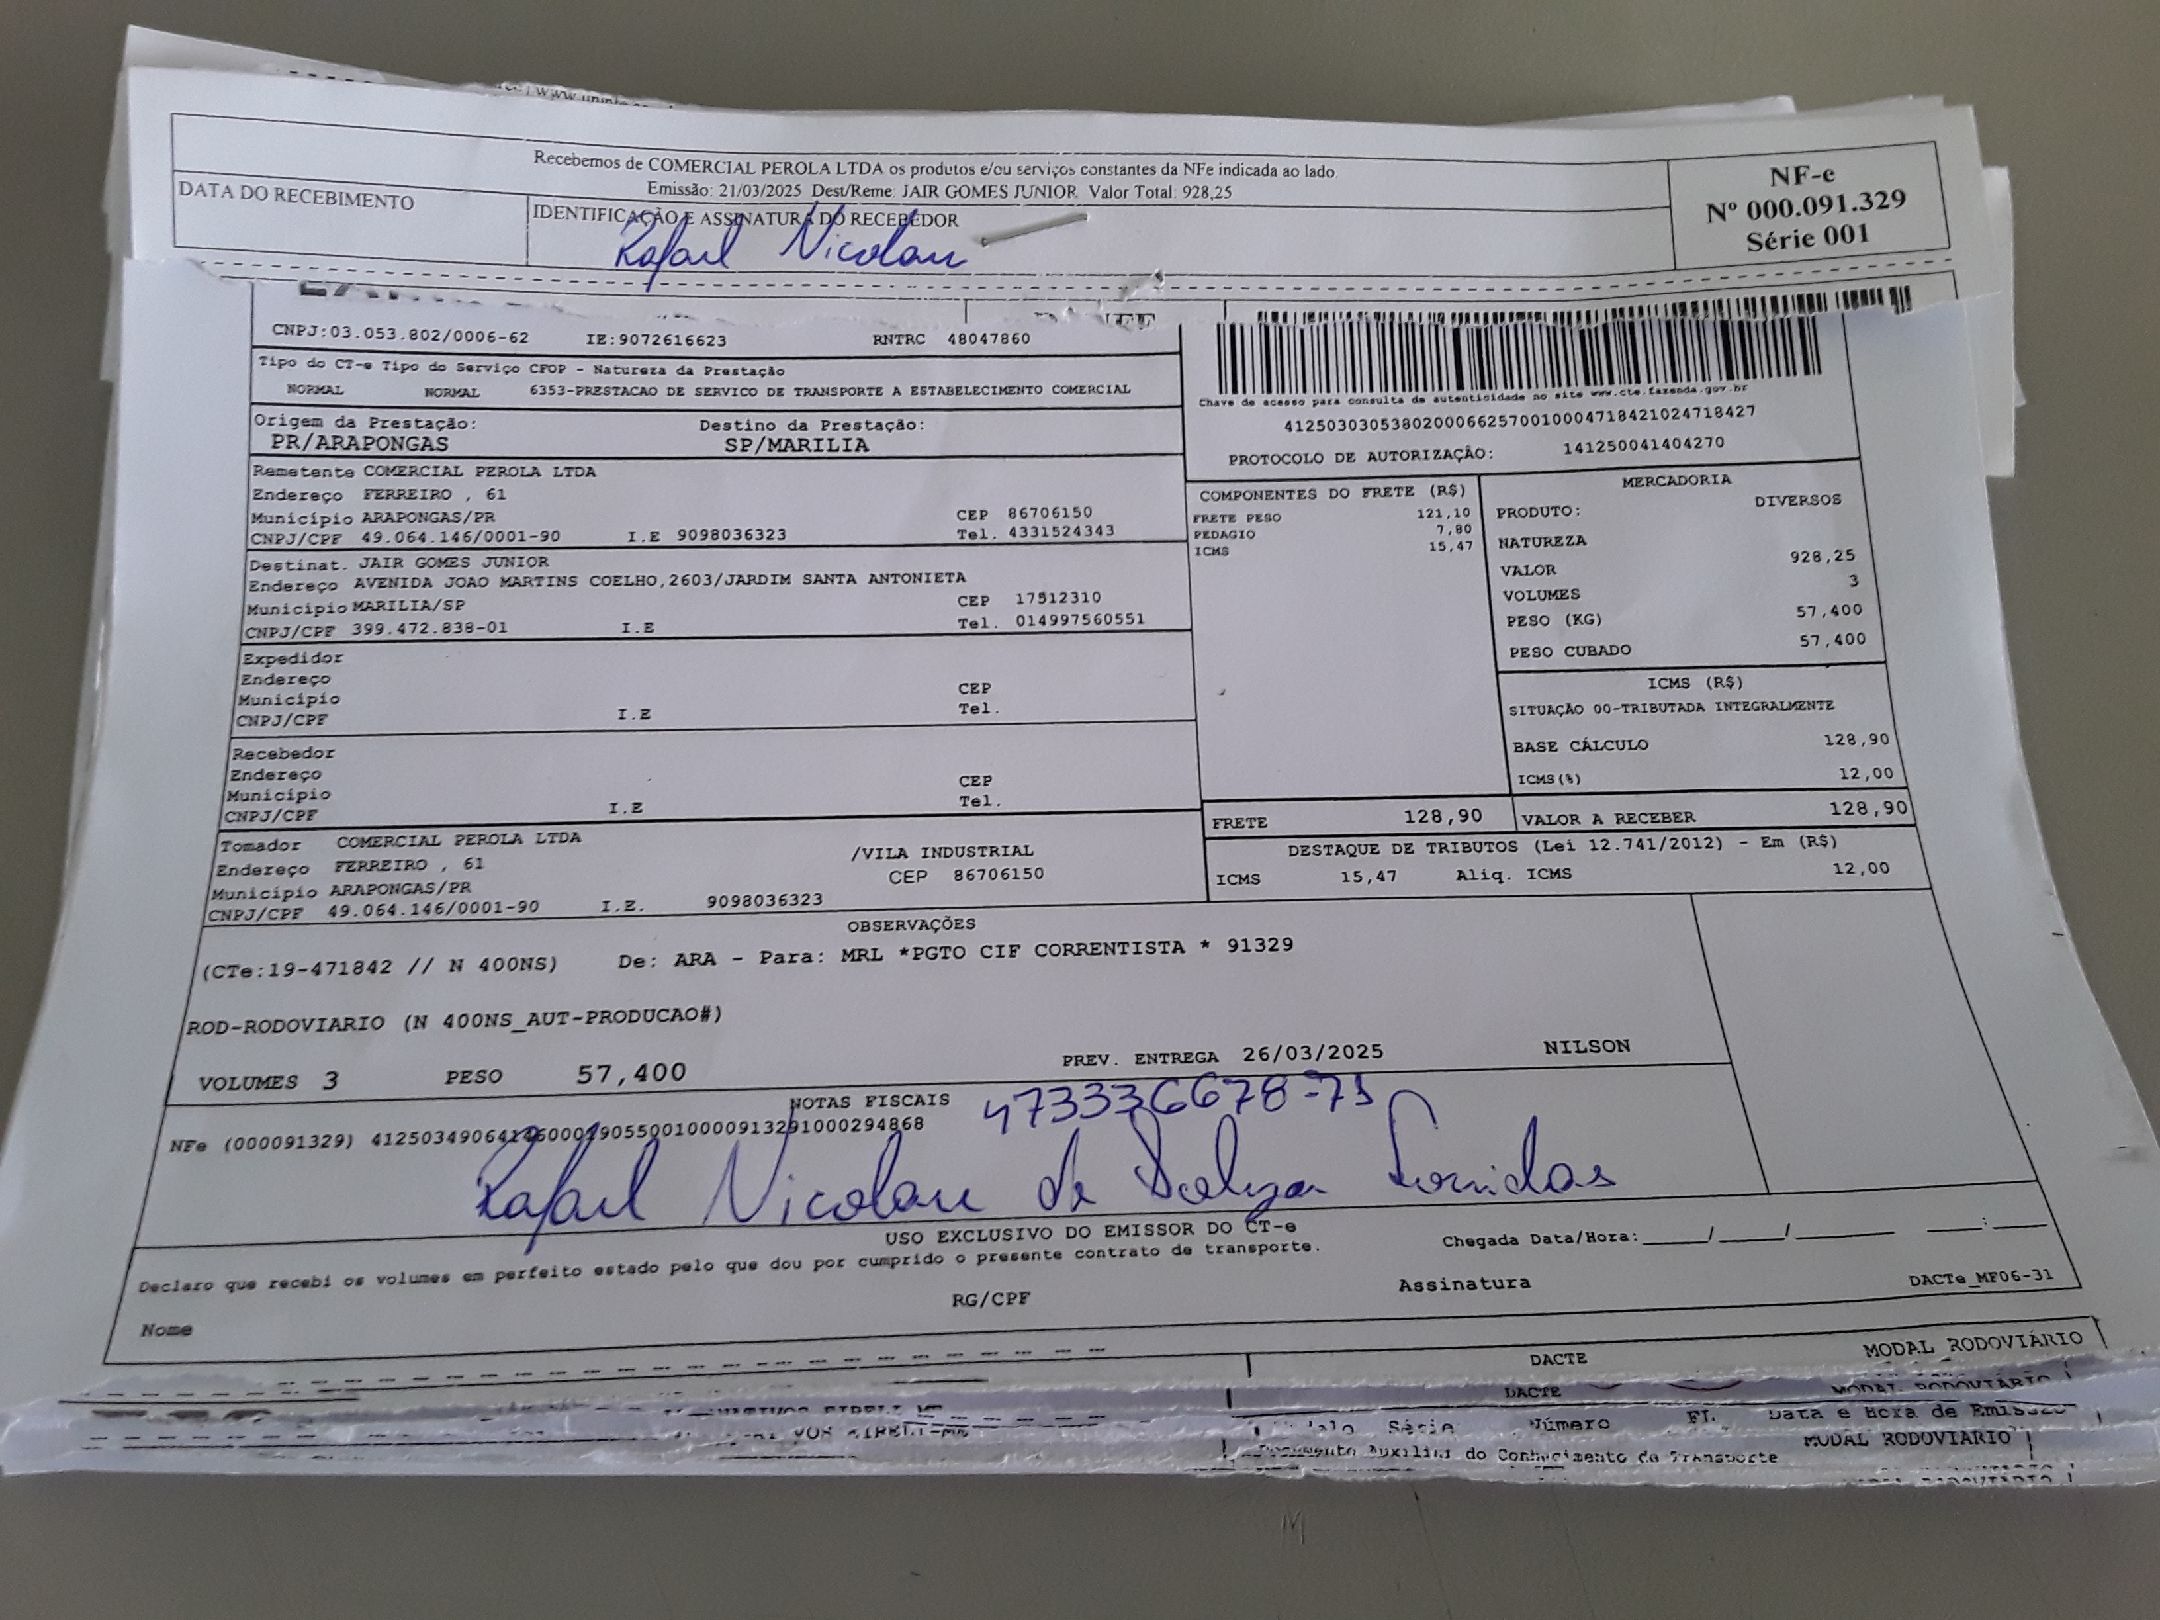 Recebemos de COMERCIAL PEROLA LTDA os produtos e/ou serviços constantes da NFe indicada ao lado.
Emissão: 21/03/2025 Dest/Reme: JAIR GOMES JUNIOR Valor Total: 928,25
DATA DO RECEBIMENTO
IDENTIFICAÇÃO E ASSINATURA DO RECEBEDOR
Rafael Nicolau
NF-e
Nº 000.091.329
Série 001
CNPJ:03.053.802/0006-62 IE:9072616623 RNTRC 48047860
Tipo do CT-e Tipo do Serviço CFOP - Natureza da Prestação
NORMAL NORMAL 6353-PRESTACAO DE SERVICO DE TRANSPORTE A ESTABELECIMENTO COMERCIAL
Chave de acesso para consulta de autenticidade no site www.cte.fazenda.gov.br
41250303053802000662570010004718421024718427
PROTOCOLO DE AUTORIZAÇÃO: 141250041404270
Origem da Prestação: Destino da Prestação:
PR/ARAPONGAS SP/MARILIA
Remetente COMERCIAL PEROLA LTDA
Endereço FERREIRO , 61
Município ARAPONGAS/PR CEP 86706150
CNPJ/CPF 49.064.146/0001-90 I.E 9098036323 Tel. 4331524343
Destinat. JAIR GOMES JUNIOR
Endereço AVENIDA JOAO MARTINS COELHO,2603/JARDIM SANTA ANTONIETA
Município MARILIA/SP CEP 17512310
CNPJ/CPF 399.472.838-01 I.E Tel. 014997560551
Expedidor
Endereço
Município CEP
CNPJ/CPF I.E Tel.
Recebedor
Endereço
Município CEP
CNPJ/CPF I.E Tel.
Tomador COMERCIAL PEROLA LTDA
Endereço FERREIRO , 61 /VILA INDUSTRIAL
Município ARAPONGAS/PR CEP 86706150
CNPJ/CPF 49.064.146/0001-90 I.E. 9098036323
COMPONENTES DO FRETE (R$)
FRETE PESO 121,10
PEDAGIO 7,80
ICMS 15,47
MERCADORIA
PRODUTO: DIVERSOS
NATUREZA
VALOR 928,25
VOLUMES 3
PESO (KG) 57,400
PESO CUBADO 57,400
ICMS (R$)
SITUAÇÃO 00-TRIBUTADA INTEGRALMENTE
BASE CÁLCULO 128,90
ICMS(%) 12,00
FRETE 128,90 VALOR A RECEBER 128,90
DESTAQUE DE TRIBUTOS (Lei 12.741/2012) - Em (R$)
ICMS 15,47 Aliq. ICMS 12,00
OBSERVAÇÕES
(CTe:19-471842 // N 400NS) De: ARA - Para: MRL *PGTO CIF CORRENTISTA * 91329
ROD-RODOVIARIO (N 400NS_AUT-PRODUCAO#)
VOLUMES 3 PESO 57,400 PREV. ENTREGA 26/03/2025 NILSON
NOTAS FISCAIS
473336678-71
NFe (000091329) 41250349064146000190550010000913291000294868
Rafael Nicolau de
USO EXCLUSIVO DO EMISSOR DO CT-e
Declaro que recebi os volumes em perfeito estado pelo que dou por cumprido o presente contrato de transporte.
Chegada Data/Hora:_____/_____/_______ ____:____
Nome RG/CPF Assinatura DACTe_MF06-31
DACTE MODAL RODOVIÁRIO
DACTE MODAL RODOVIÁRIO
Série Número FL Data e Hora de Emissão
MODAL RODOVIÁRIO
Documento Auxiliar do Conhecimento de Transporte